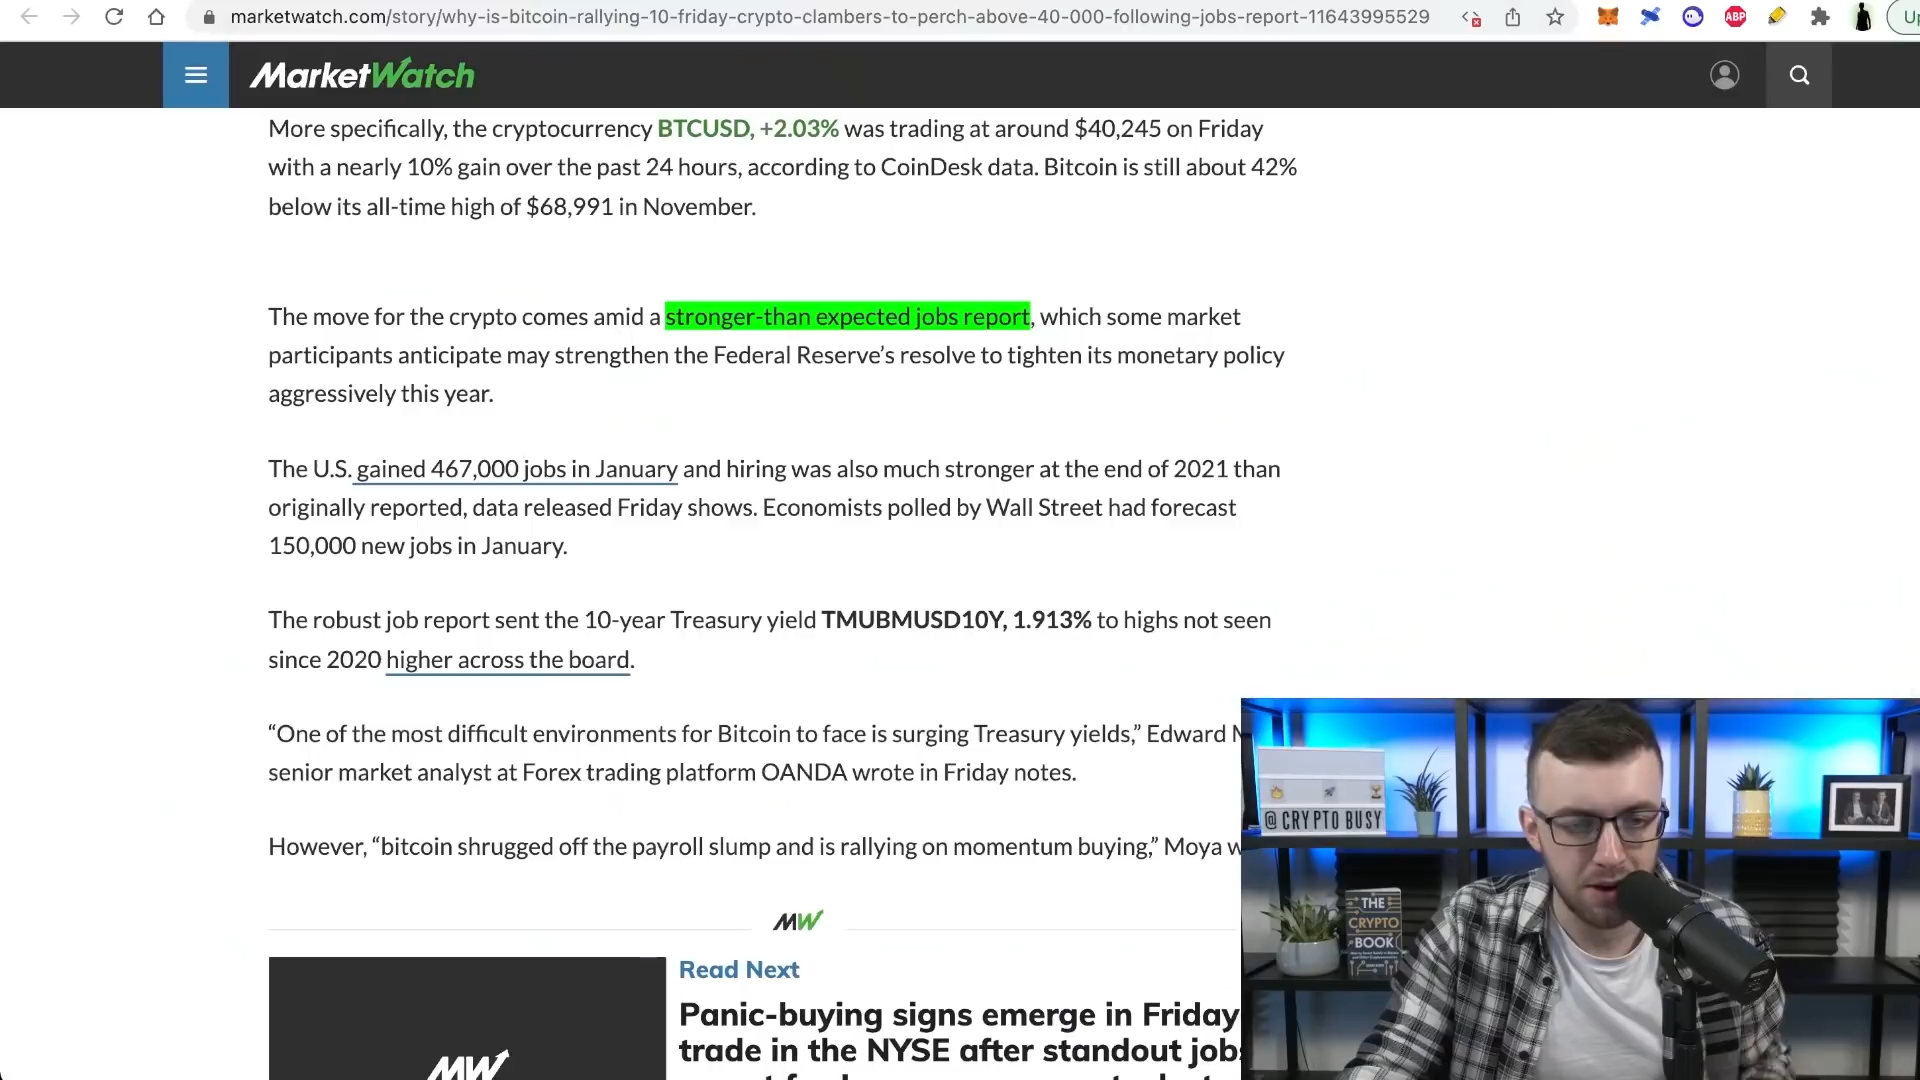 marketwatch.com/story/why-is-bitcoin-rallying-10-friday-crypto-clambers-to-perch-above-40-000-following-jobs-report-11643995529
ABP
MarketWatch
More specifically, the cryptocurrency BTCUSD, +2.03% was trading at around $40,245 on Friday
with a nearly 10% gain over the past 24 hours, according to CoinDesk data. Bitcoin is still about 42%
below its all-time high of $68,991 in November.
The move for the crypto comes amid a stronger-than expected jobs report, which some market
participants anticipate may strengthen the Federal Reserve’s resolve to tighten its monetary policy
aggressively this year.
The U.S. gained 467,000 jobs in January and hiring was also much stronger at the end of 2021 than
originally reported, data released Friday shows. Economists polled by Wall Street had forecast
150,000 new jobs in January.
The robust job report sent the 10-year Treasury yield TMUBMUSD10Y, 1.913% to highs not seen
since 2020 higher across the board.
“One of the most difficult environments for Bitcoin to face is surging Treasury yields,” Edward
senior market analyst at Forex trading platform OANDA wrote in Friday notes.
However, “bitcoin shrugged off the payroll slump and is rallying on momentum buying,” Moya
MW
Read Next
Panic-buying signs emerge in Friday
trade in the NYSE after standout job
MW
@ CRYPTO BUSY
THE
CRYPTO
BOOK